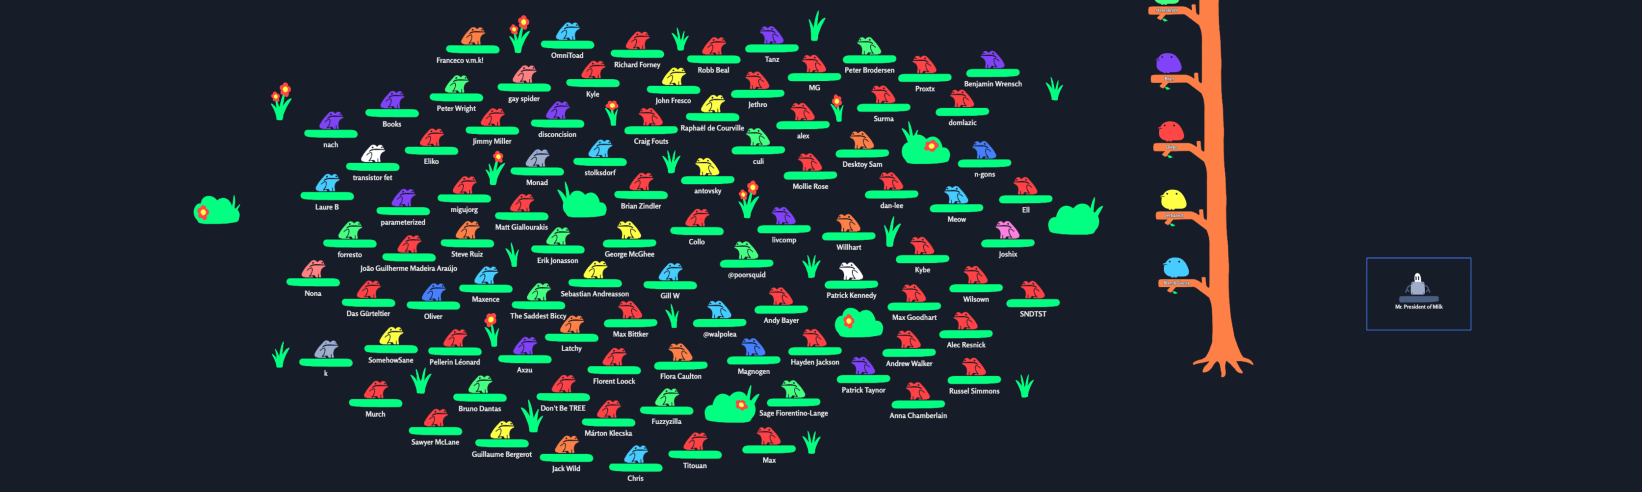 Franceco v.m.k!
OmniToad
Richard Forney
Robb Beal
Tanz
Peter Brodersen
Proxtx
Benjamin Wrensch
Peter Wright
gay spider
Kyle
John Fresco
Jethro
MG
Surma
domlazic
nach
Books
Jimmy Miller
disconcision
Craig Fouts
Raphaël de Courville
alex
transistor fet
Eliko
Monad
stolksdorf
culi
Desktoy Sam
n-gons
Laure B
parameterized
migujorg
Matt Giallourakis
Brian Zindler
antovsky
Mollie Rose
dan-lee
Meow
Ell
forresto
João Guilherme Madeira Araújo
Steve Ruiz
Erik Jonasson
George McGhee
Collo
livcomp
Willhart
Kybe
Joshix
Nona
Das Gürteltier
Oliver
Maxence
Sebastian Andreasson
Gill W
@poorsquid
Patrick Kennedy
Wilsown
SNDTST
The Saddest Biccy
Max Bittker
@walpolea
Andy Bayer
Max Goodhart
Alec Resnick
k
SomehowSane
Pellerin Léonard
Axzu
Latchy
Florent Loock
Flora Caulton
Magnogen
Hayden Jackson
Andrew Walker
Patrick Taynor
Russel Simmons
Murch
Bruno Dantas
Don't Be TREE
Márton Klecska
Fuzzyzilla
Sage Fiorentino-Lange
Anna Chamberlain
Sawyer McLane
Guillaume Bergerot
Jack Wild
Chris
Titouan
Max
Mr. President of Milk